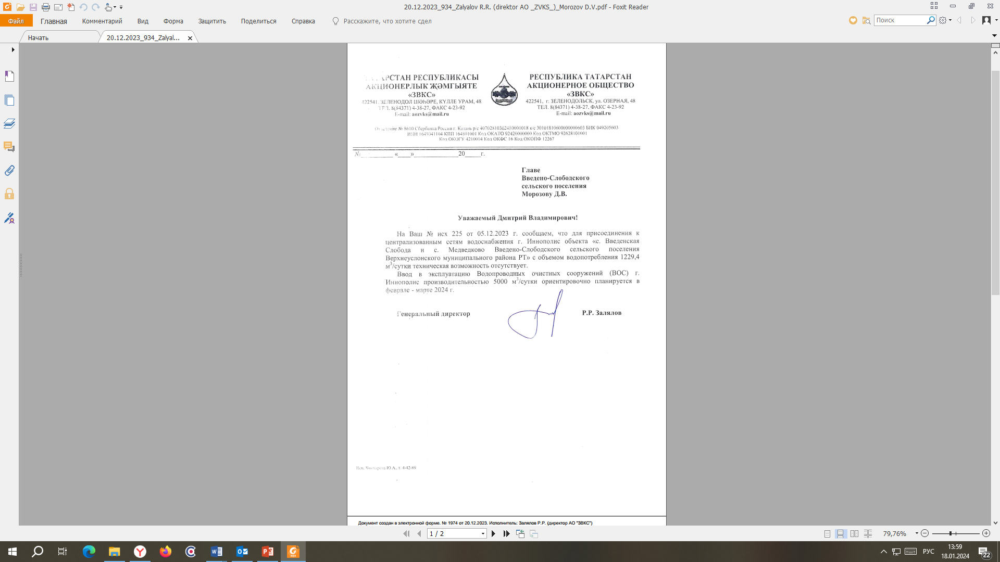 20.12.2023_934_Zalyalov R.R. (direktor AO _ZVKS_)_Morozov D.V.pdf - Foxit Reader
Файл Главная Комментарий Вид Форма Защитить Поделиться Справка Расскажите, что хотите сдел Поиск
Начать 20.12.2023_934_Zalyal...
ТАТАРСТАН РЕСПУБЛИКАСЫ
АКЦИОНЕРЛЫК ҖӘМГЫЯТЕ
«ЗВКС»
422541, ЗЕЛЕНОДОЛ ШӘҺӘРЕ, КҮЛЛЕ УРАМ, 48
ТЕЛ. 8(84371) 4-38-27, ФАКС 4-23-92
E-mail: aozvks@mail.ru
РЕСПУБЛИКА ТАТАРСТАН
АКЦИОНЕРНОЕ ОБЩЕСТВО
«ЗВКС»
422541, г. ЗЕЛЕНОДОЛЬСК, ул. ОЗЕРНАЯ, 48
ТЕЛ. 8(84371) 4-38-27, ФАКС 4-23-92
E-mail: aozvks@mail.ru
Отделение № 8610 Сбербанка России г. Казань р/с 40702810362480001018 к/с 30101810600000000603 БИК 049205603
ИНН 1648041104 КПП 164801001 Код ОКАТО 92420000000 Код ОКТМО 92628101001
Код ОКОГУ 4210014 Код ОКФС 16 Код ОКОПФ 12267
№__________ «____»______________20_____г.
Главе
Введено-Слободского
сельского поселения
Морозову Д.В.
Уважаемый Дмитрий Владимирович!
На Ваш № исх 225 от 05.12.2023 г. сообщаем, что для присоединения к
централизованным сетям водоснабжения г. Иннополис объекта «с. Введенская
Слобода и с. Медведково Введено-Слободского сельского поселения
Верхнеуслонского муниципального района РТ» с объемом водопотребления 1229,4
м³/сутки техническая возможность отсутствует.
Ввод в эксплуатацию Водопроводных очистных сооружений (ВОС) г.
Иннополис производительностью 5000 м³/сутки ориентировочно планируется в
феврале - марте 2024 г.
Генеральный директор Р.Р. Залялов
Исп. Ю.А., т. 4-42-89
Документ создан в электронной форме. № 1974 от 20.12.2023. Исполнитель: Залялов Р.Р. (директор АО "ЗВКС")
1 / 2 79,76%
РУС 13:59
18.01.2024 22